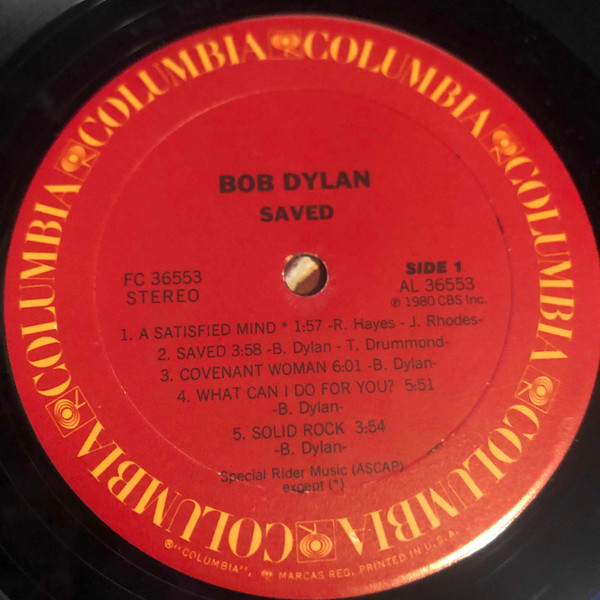 COLUMBIA COLUMBIA COLUMBIA COLUMBIA COLUMBIA COLUMBIA
BOB DYLAN
SAVED
FC 36553
STEREO
SIDE 1
AL 36553
℗ 1980 CBS Inc.
1. A SATISFIED MIND * 1:57 -R. Hayes - J. Rhodes-
2. SAVED 3:58 -B. Dylan - T. Drummond-
3. COVENANT WOMAN 6:01 -B. Dylan-
4. WHAT CAN I DO FOR YOU? 5:51
-B. Dylan-
5. SOLID ROCK 3:54
-B. Dylan-
Special Rider Music (ASCAP)
except (*)
®"COLUMBIA", MARCAS REG. PRINTED IN U.S.A.